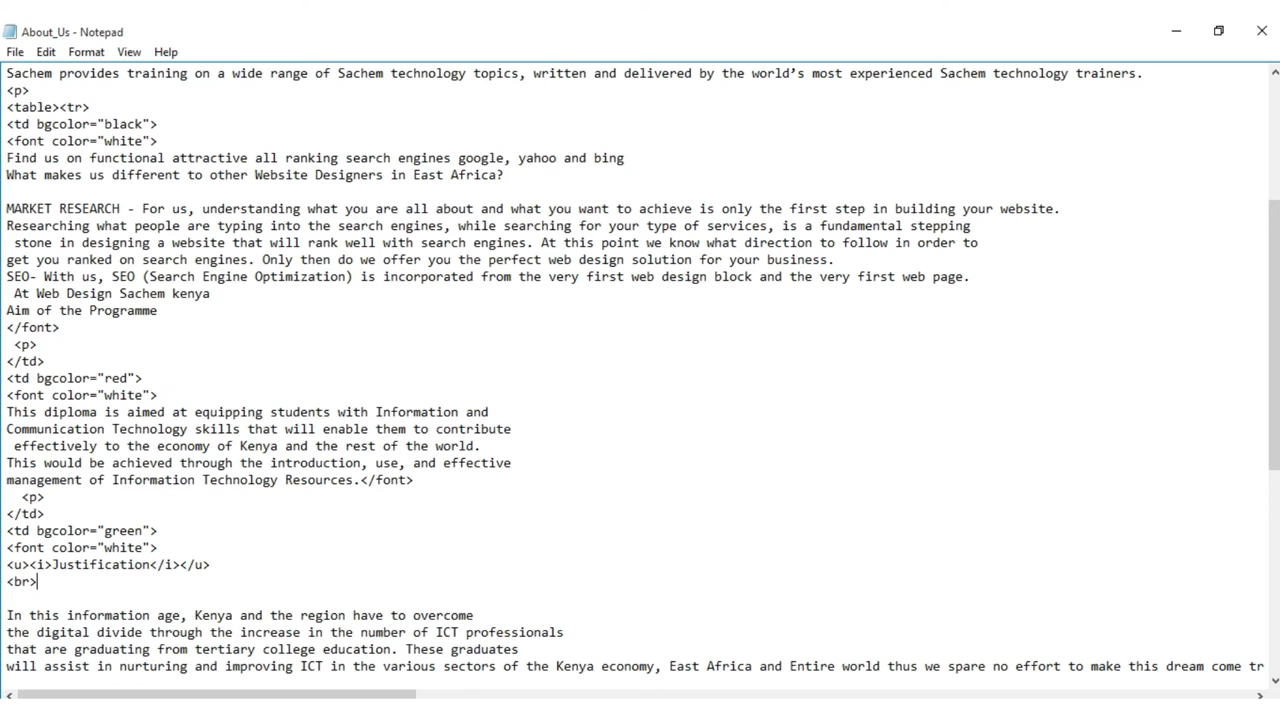 About_Us - Notepad
File Edit Format View Help
Sachem provides training on a wide range of Sachem technology topics, written and delivered by the world’s most experienced Sachem technology trainers.
<p>
<table><tr>
<td bgcolor="black">
<font color="white">
Find us on functional attractive all ranking search engines google, yahoo and bing
What makes us different to other Website Designers in East Africa?
MARKET RESEARCH - For us, understanding what you are all about and what you want to achieve is only the first step in building your website.
Researching what people are typing into the search engines, while searching for your type of services, is a fundamental stepping
stone in designing a website that will rank well with search engines. At this point we know what direction to follow in order to
get you ranked on search engines. Only then do we offer you the perfect web design solution for your business.
SEO- With us, SEO (Search Engine Optimization) is incorporated from the very first web design block and the very first web page.
At Web Design Sachem kenya
Aim of the Programme
</font>
<p>
</td>
<td bgcolor="red">
<font color="white">
This diploma is aimed at equipping students with Information and
Communication Technology skills that will enable them to contribute
effectively to the economy of Kenya and the rest of the world.
This would be achieved through the introduction, use, and effective
management of Information Technology Resources.</font>
<p>
</td>
<td bgcolor="green">
<font color="white">
<u><i>Justification</i></u>
<br>
In this information age, Kenya and the region have to overcome
the digital divide through the increase in the number of ICT professionals
that are graduating from tertiary college education. These graduates
will assist in nurturing and improving ICT in the various sectors of the Kenya economy, East Africa and Entire world thus we spare no effort to make this dream come tr